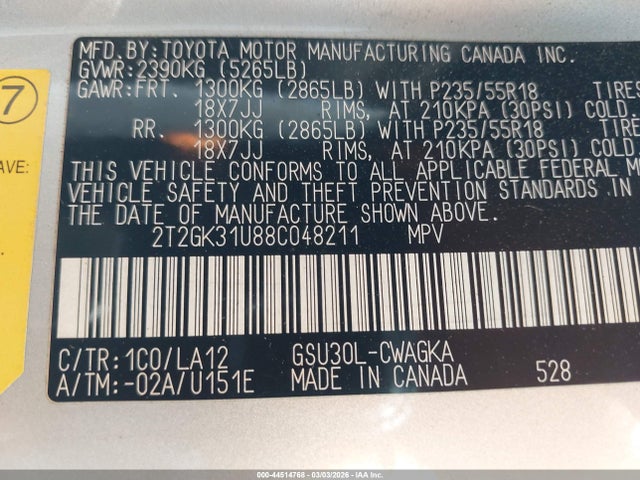 MFD.BY:TOYOTA MOTOR MANUFACTURING CANADA INC.
GVWR:2390KG (5265LB)
GAWR:FRT. 1300KG (2865LB) WITH P235/55R18 TIRES
18X7JJ RIMS, AT 210KPA (30PSI) COLD.
RR. 1300KG (2865LB) WITH P235/55R18 TIRES
18X7JJ RIMS, AT 210KPA (30PSI) COLD.
THIS VEHICLE CONFORMS TO ALL APPLICABLE FEDERAL
VEHICLE SAFETY AND THEFT PREVENTION STANDARDS IN
THE DATE OF MANUFACTURE SHOWN ABOVE.
2T2GK31U88C048211 MPV
C/TR:1C0/LA12 GSU30L-CWAGKA
A/TM:-02A/U151E MADE IN CANADA 528
7
AVE:
000-44514768 - 03/03/2026 - IAA Inc.